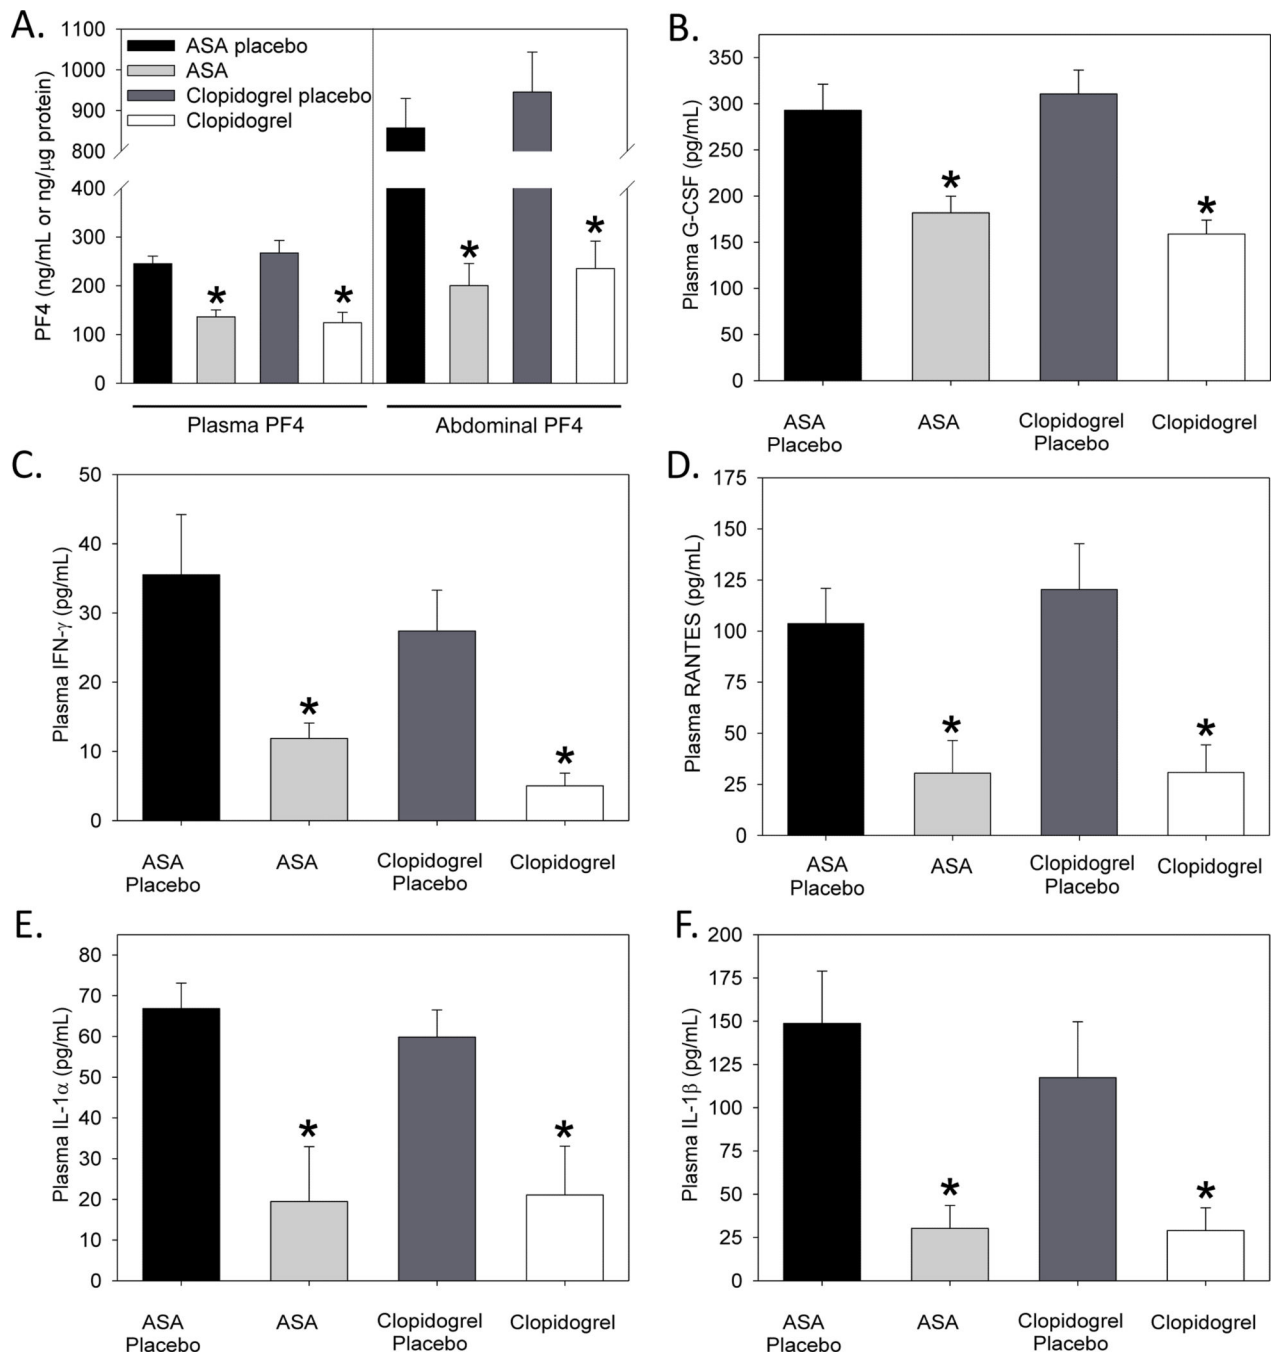 A.
PF4 (ng/mL or ng/μg protein)
1100
1000
900
800
400
300
200
100
0
ASA placebo
ASA
Clopidogrel placebo
Clopidogrel
*
*
*
*
Plasma PF4
Abdominal PF4
B.
Plasma G-CSF (pg/mL)
350
300
250
200
150
100
50
0
*
*
ASA
Placebo
ASA
Clopidogrel
Placebo
Clopidogrel
C.
Plasma IFN-γ (pg/mL)
50
40
30
20
10
0
*
*
ASA
Placebo
ASA
Clopidogrel
Placebo
Clopidogrel
D.
Plasma RANTES (pg/mL)
175
150
125
100
75
50
25
0
*
*
ASA
Placebo
ASA
Clopidogrel
Placebo
Clopidogrel
E.
Plasma IL-1α (pg/mL)
80
70
60
50
40
30
20
10
0
*
*
ASA
Placebo
ASA
Clopidogrel
Placebo
Clopidogrel
F.
Plasma IL-1β (pg/mL)
200
175
150
125
100
75
50
25
0
*
*
ASA
Placebo
ASA
Clopidogrel
Placebo
Clopidogrel